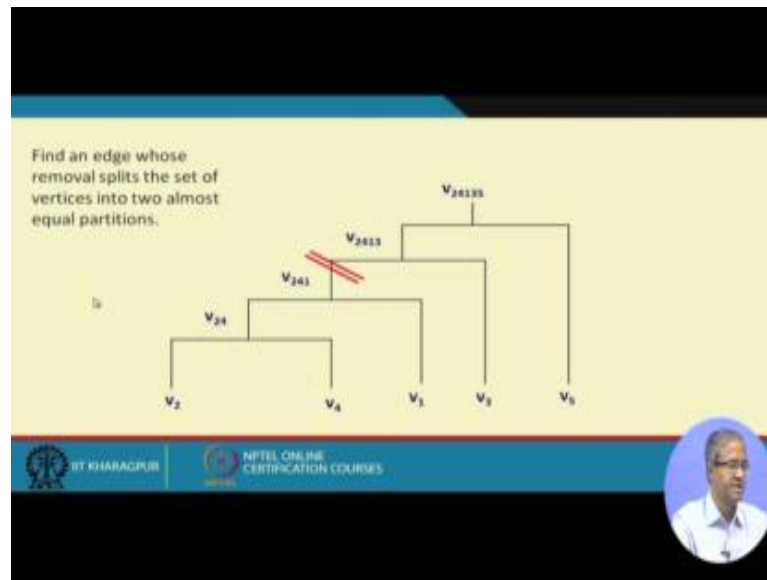 Find an edge whose
removal splits the set of
vertices into two almost
equal partitions.
V24135
V2413
V241
V24
V2
V4
V1
V3
V5
IIT KHARAGPUR
NPTEL ONLINE
CERTIFICATION COURSES
NPTEL